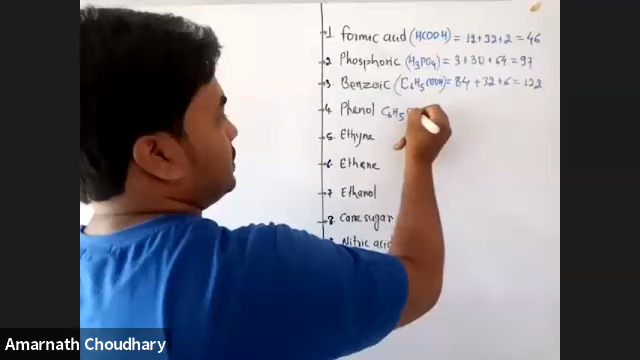 1 Formic acid (HCOOH) = 12+32+2 = 46
2. Phosphoric (H3PO4) = 3+30+64 = 97
3. Benzoic (C6H5COOH) = 84+32+6 = 122
4. Phenol C6H5
5. Ethyne
6. Ethene
7 Ethanol
8. Cane sugar
Nitric acid
Amarnath Choudhary